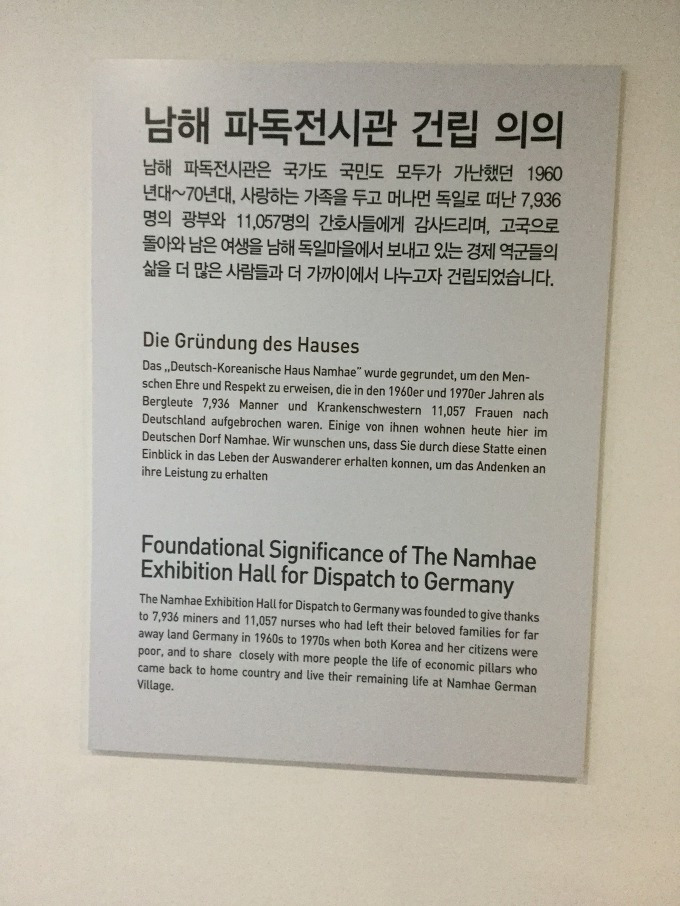 남해 파독전시관 건립 의의
남해 파독전시관은 국가도 국민도 모두가 가난했던 1960
년대~70년대, 사랑하는 가족을 두고 머나먼 독일로 떠난 7,936
명의 광부와 11,057명의 간호사들에게 감사드리며, 고국으로
돌아와 남은 여생을 남해 독일마을에서 보내고 있는 경제 역군들의
삶을 더 많은 사람들과 더 가까이에서 나누고자 건립되었습니다.
Die Gründung des Hauses
Das „Deutsch-Koreanische Haus Namhae“ wurde gegrundet, um den Men-
schen Ehre und Respekt zu erweisen, die in den 1960er und 1970er Jahren als
Bergleute 7,936 Manner und Krankenschwestern 11,057 Frauen nach
Deutschland aufgebrochen waren. Einige von ihnen wohnen heute hier im
Deutschen Dorf Namhae. Wir wunschen uns, dass Sie durch diese Statte einen
Einblick in das Leben der Auswanderer erhalten konnen, um das Andenken an
ihre Leistung zu erhalten
Foundational Significance of The Namhae
Exhibition Hall for Dispatch to Germany
The Namhae Exhibition Hall for Dispatch to Germany was founded to give thanks
to 7,936 miners and 11,057 nurses who had left their beloved families for far
away land Germany in 1960s to 1970s when both Korea and her citizens were
poor, and to share closely with more people the life of economic pillars who
came back to home country and live their remaining life at Namhae German
Village.